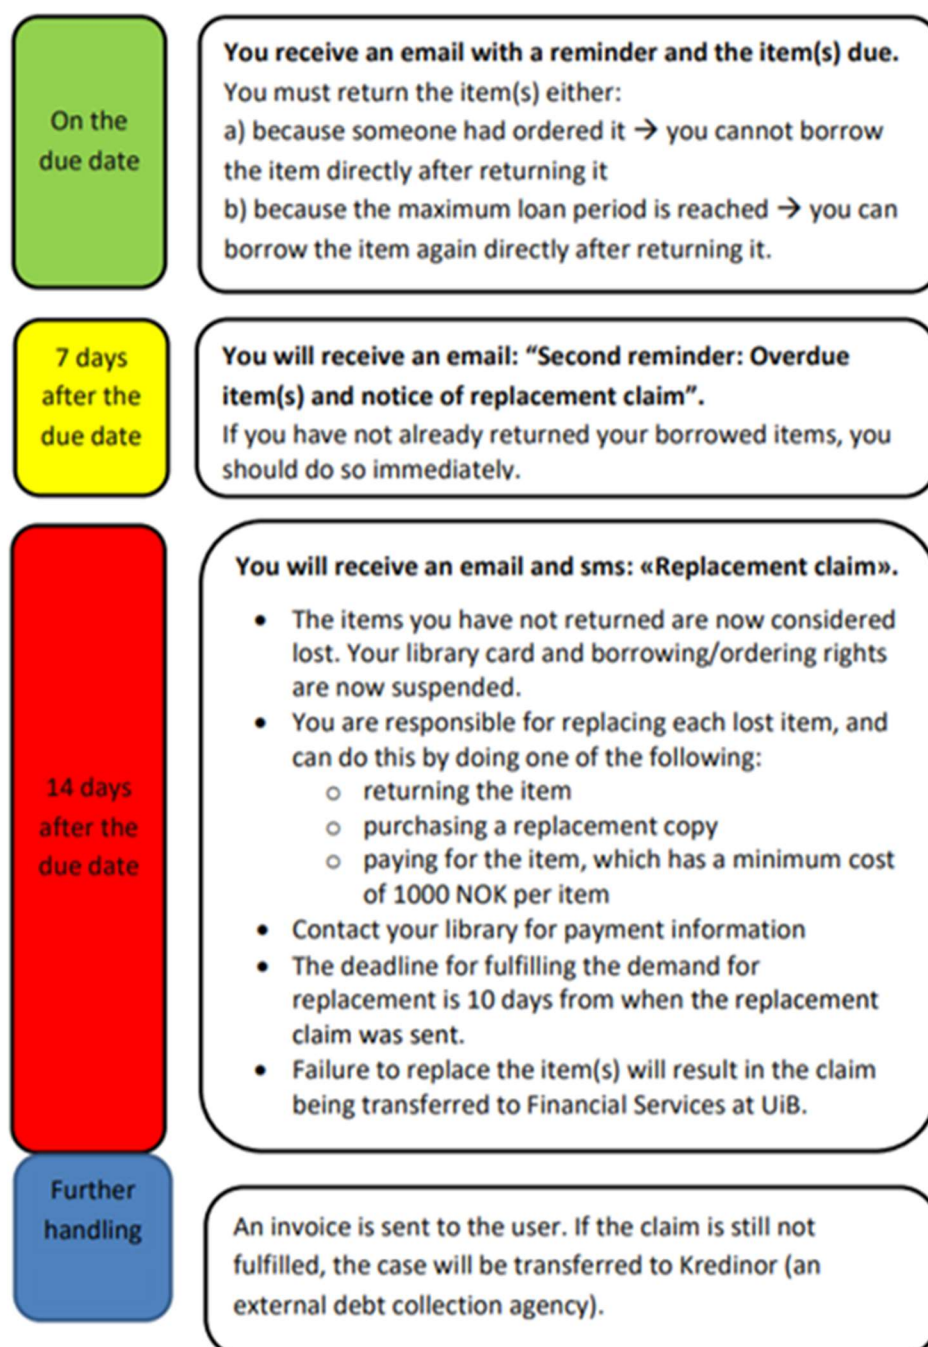 On the
due date
You receive an email with a reminder and the item(s) due.
You must return the item(s) either:
a) because someone had ordered it → you cannot borrow
the item directly after returning it
b) because the maximum loan period is reached → you can
borrow the item again directly after returning it.
7 days
after the
due date
You will receive an email: “Second reminder: Overdue
item(s) and notice of replacement claim”.
If you have not already returned your borrowed items, you
should do so immediately.
14 days
after the
due date
You will receive an email and sms: «Replacement claim».
• The items you have not returned are now considered
lost. Your library card and borrowing/ordering rights
are now suspended.
• You are responsible for replacing each lost item, and
can do this by doing one of the following:
o returning the item
o purchasing a replacement copy
o paying for the item, which has a minimum cost
of 1000 NOK per item
• Contact your library for payment information
• The deadline for fulfilling the demand for
replacement is 10 days from when the replacement
claim was sent.
• Failure to replace the item(s) will result in the claim
being transferred to Financial Services at UiB.
Further
handling
An invoice is sent to the user. If the claim is still not
fulfilled, the case will be transferred to Kredinor (an
external debt collection agency).